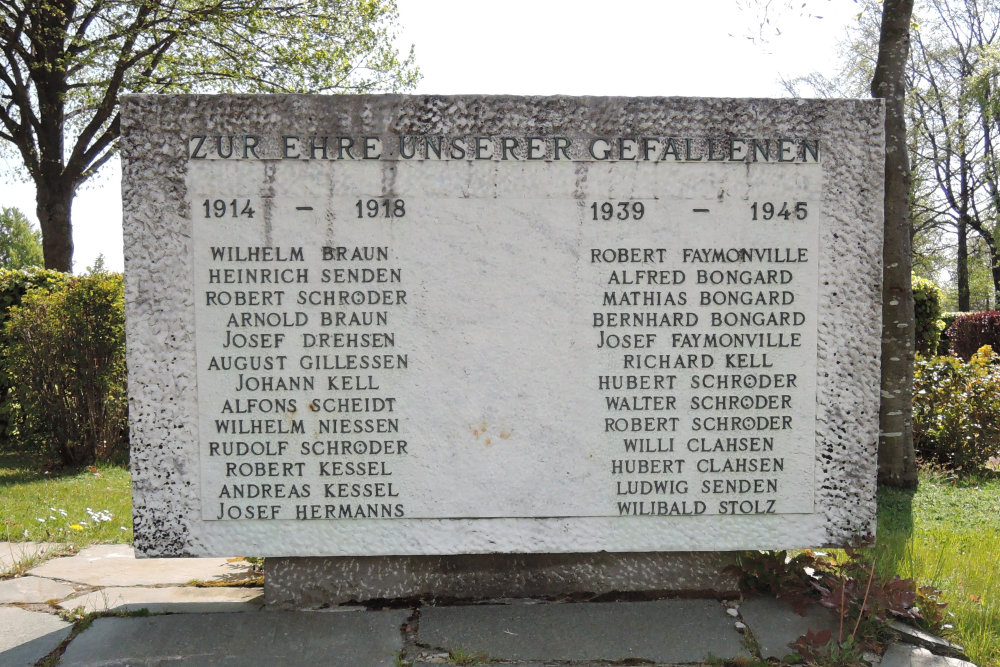 ZUR EHRE UNSERER GEFALLENEN
1914 – 1918
WILHELM BRAUN
HEINRICH SENDEN
ROBERT SCHRÖDER
ARNOLD BRAUN
JOSEF DREHSEN
AUGUST GILLESSEN
JOHANN KELL
ALFONS SCHEIDT
WILHELM NIESSEN
RUDOLF SCHRÖDER
ROBERT KESSEL
ANDREAS KESSEL
JOSEF HERMANNS
1939 – 1945
ROBERT FAYMONVILLE
ALFRED BONGARD
MATHIAS BONGARD
BERNHARD BONGARD
JOSEF FAYMONVILLE
RICHARD KELL
HUBERT SCHRÖDER
WALTER SCHRÖDER
ROBERT SCHRÖDER
WILLI CLAHSEN
HUBERT CLAHSEN
LUDWIG SENDEN
WILIBALD STOLZ